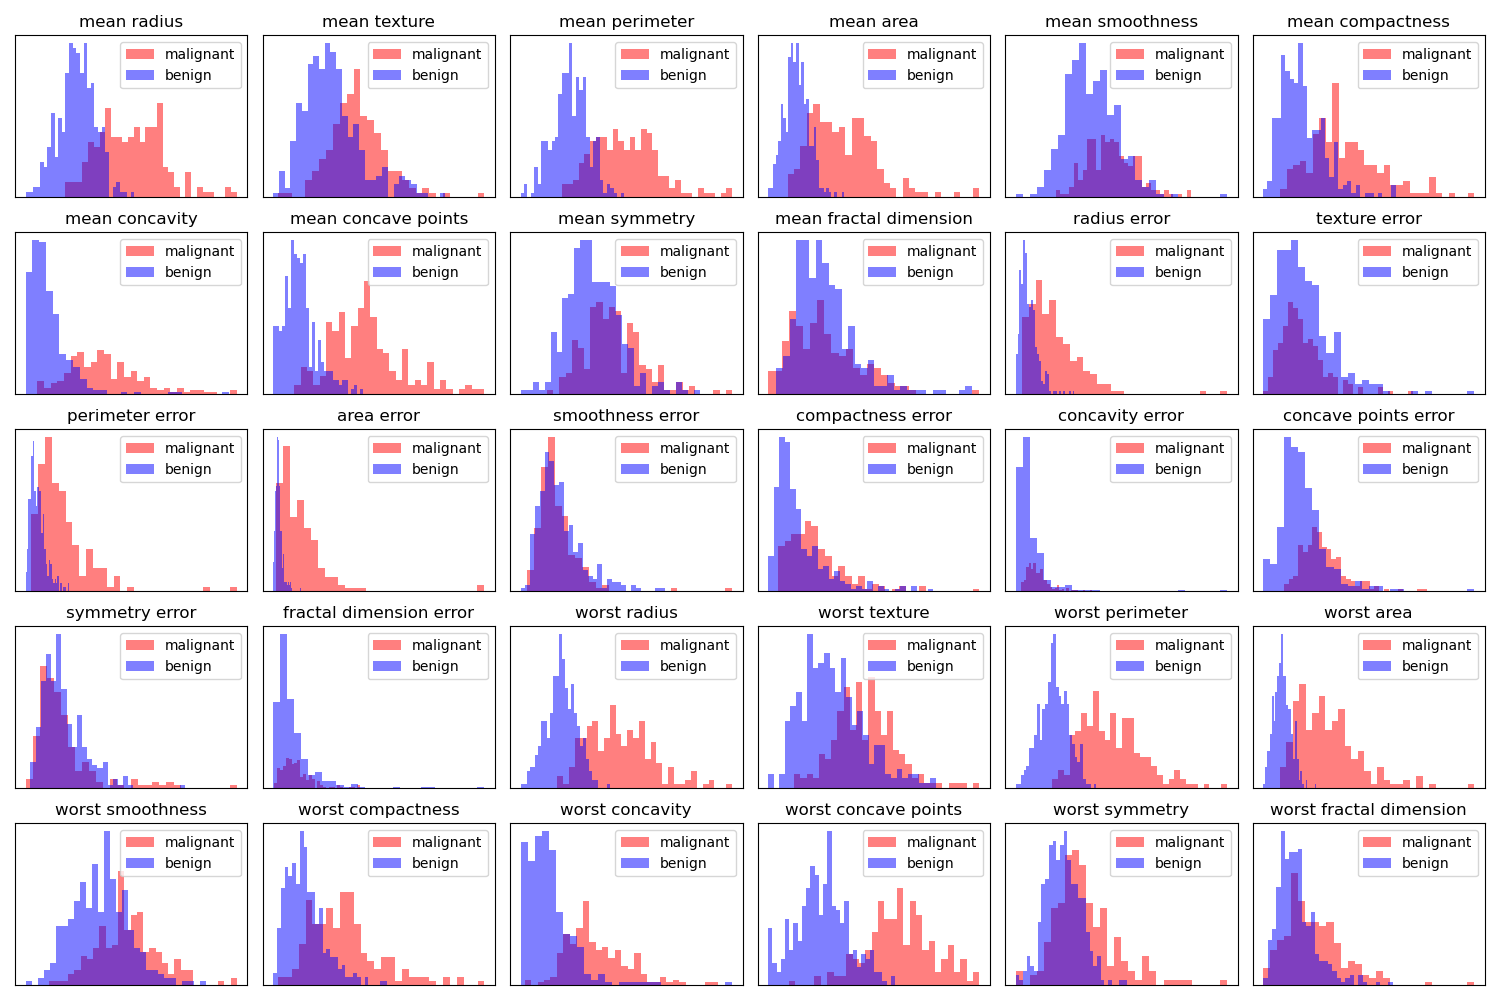 mean radius
malignant
benign
mean texture
malignant
benign
mean perimeter
malignant
benign
mean area
malignant
benign
mean smoothness
malignant
benign
mean compactness
malignant
benign
mean concavity
malignant
benign
mean concave points
malignant
benign
mean symmetry
malignant
benign
mean fractal dimension
malignant
benign
radius error
malignant
benign
texture error
malignant
benign
perimeter error
malignant
benign
area error
malignant
benign
smoothness error
malignant
benign
compactness error
malignant
benign
concavity error
malignant
benign
concave points error
malignant
benign
symmetry error
malignant
benign
fractal dimension error
malignant
benign
worst radius
malignant
benign
worst texture
malignant
benign
worst perimeter
malignant
benign
worst area
malignant
benign
worst smoothness
malignant
benign
worst compactness
malignant
benign
worst concavity
malignant
benign
worst concave points
malignant
benign
worst symmetry
malignant
benign
worst fractal dimension
malignant
benign